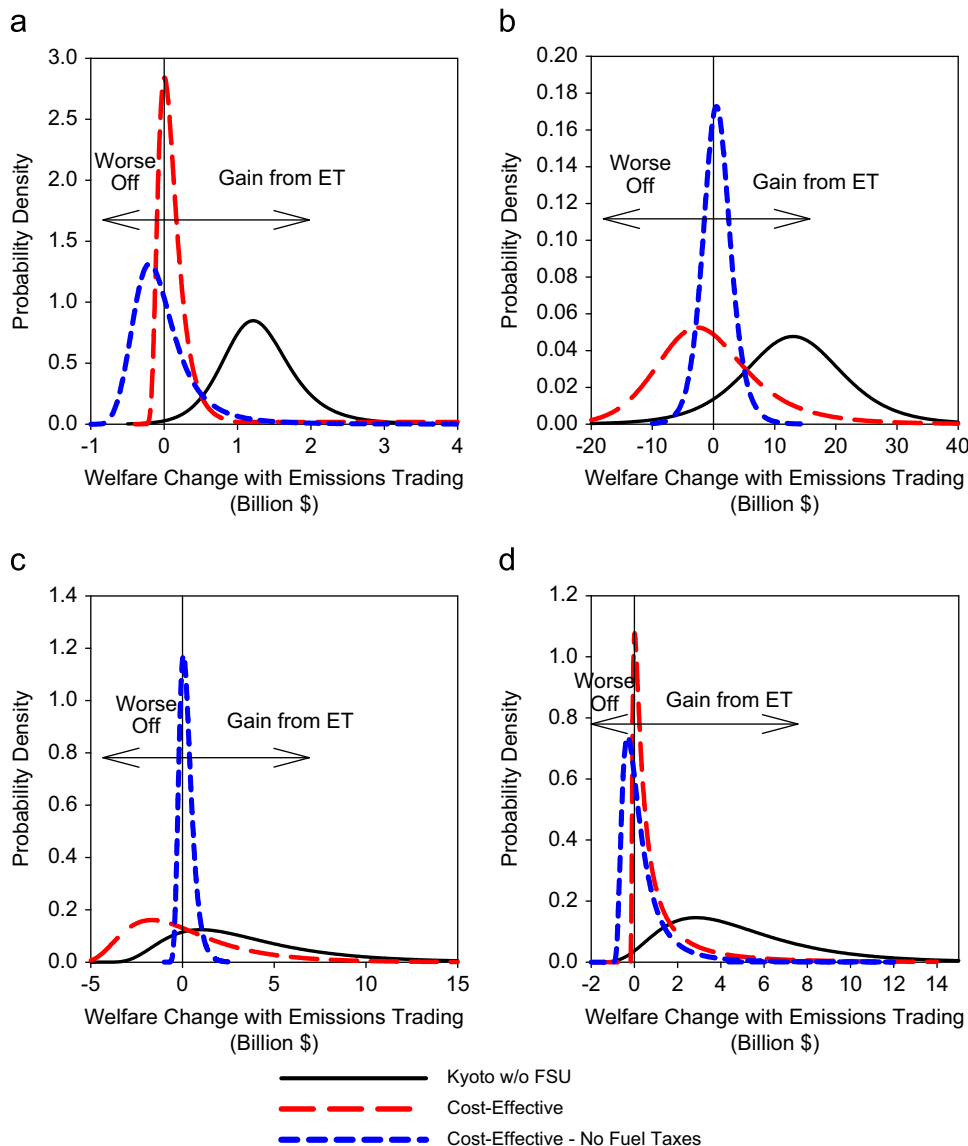 a
3.0
2.5
2.0
1.5
1.0
0.5
0.0
Probability Density
Worse
Off
Gain from ET
-1 0 1 2 3 4
Welfare Change with Emissions Trading
(Billion $)
b
0.20
0.18
0.16
0.14
0.12
0.10
0.08
0.06
0.04
0.02
0.00
Probability Density
Worse
Off
Gain from ET
-20 -10 0 10 20 30 40
Welfare Change with Emissions Trading
(Billion $)
c
1.4
1.2
1.0
0.8
0.6
0.4
0.2
0.0
Probability Density
Worse
Off
Gain from ET
-5 0 5 10 15
Welfare Change with Emissions Trading
(Billion $)
d
1.2
1.0
0.8
0.6
0.4
0.2
0.0
Probability Density
Worse
Off
Gain from ET
-2 0 2 4 6 8 10 12 14
Welfare Change with Emissions Trading
(Billion $)
Kyoto w/o FSU
Cost-Effective
Cost-Effective - No Fuel Taxes